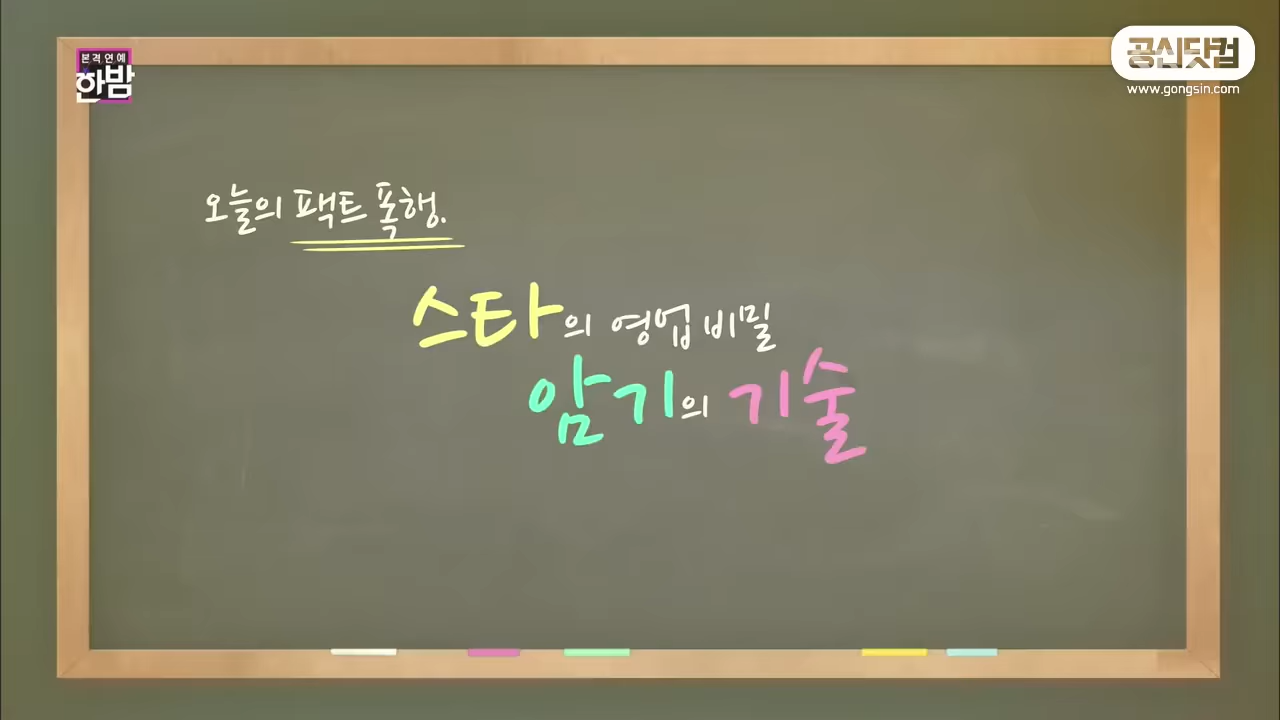 본격연예
한밤
공신닷컴
www.gongsin.com
오늘의 팩트 폭행.
스타의 영업 비밀
암기의 기술